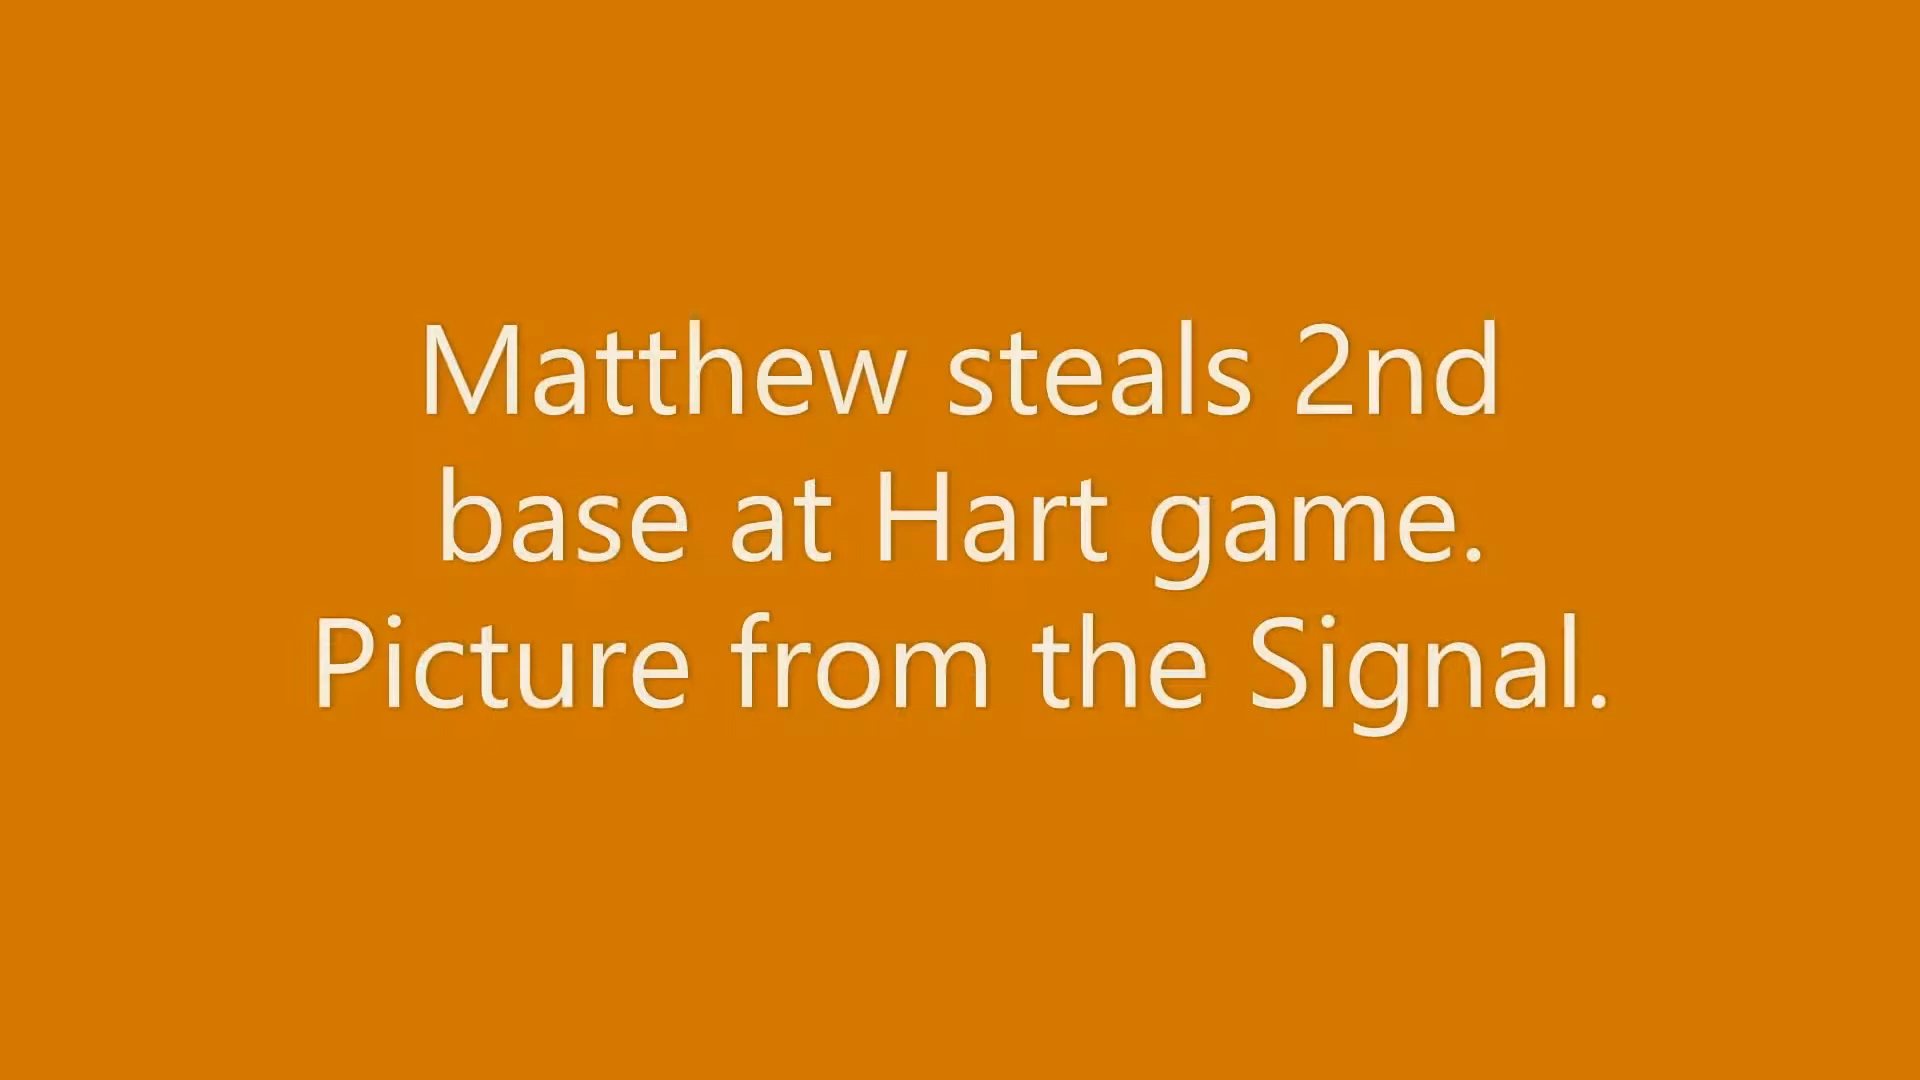 Matthew steals 2nd
base at Hart game.
Picture from the Signal.